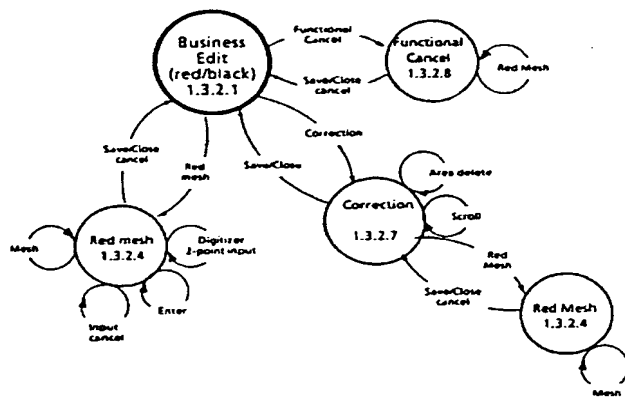 Business
Edit
(red/black)
1.3.2.1
Functional
Cancel
Functional
Cancel
1.3.2.8
Red Mesh
Save/Close
cancel
Correction
Save/Close
cancel
Red
mesh
Save/Close
Area delete
Correction
1.3.2.7
Scroll
Mesh
Red mesh
1.3.2.4
Digitizer
2-point input
Enter
Input
cancel
Red
Mesh
Save/Close
cancel
Red Mesh
1.3.2.4
Mesh